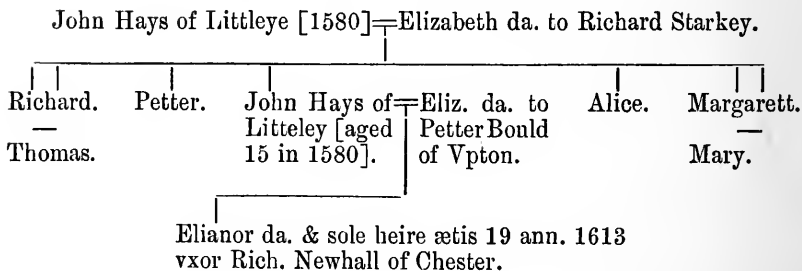 John Hays of Littleye [1580]=Elizabeth da. to Richard Starkey.
Richard.
—
Thomas.
Petter.
John Hays of=Eliz. da. to
Litteley [aged Petter Bould
15 in 1580]. of Vpton.
Alice.
Margarett.
—
Mary.
Elianor da. & sole heire ætis 19 ann. 1613
vxor Rich. Newhall of Chester.